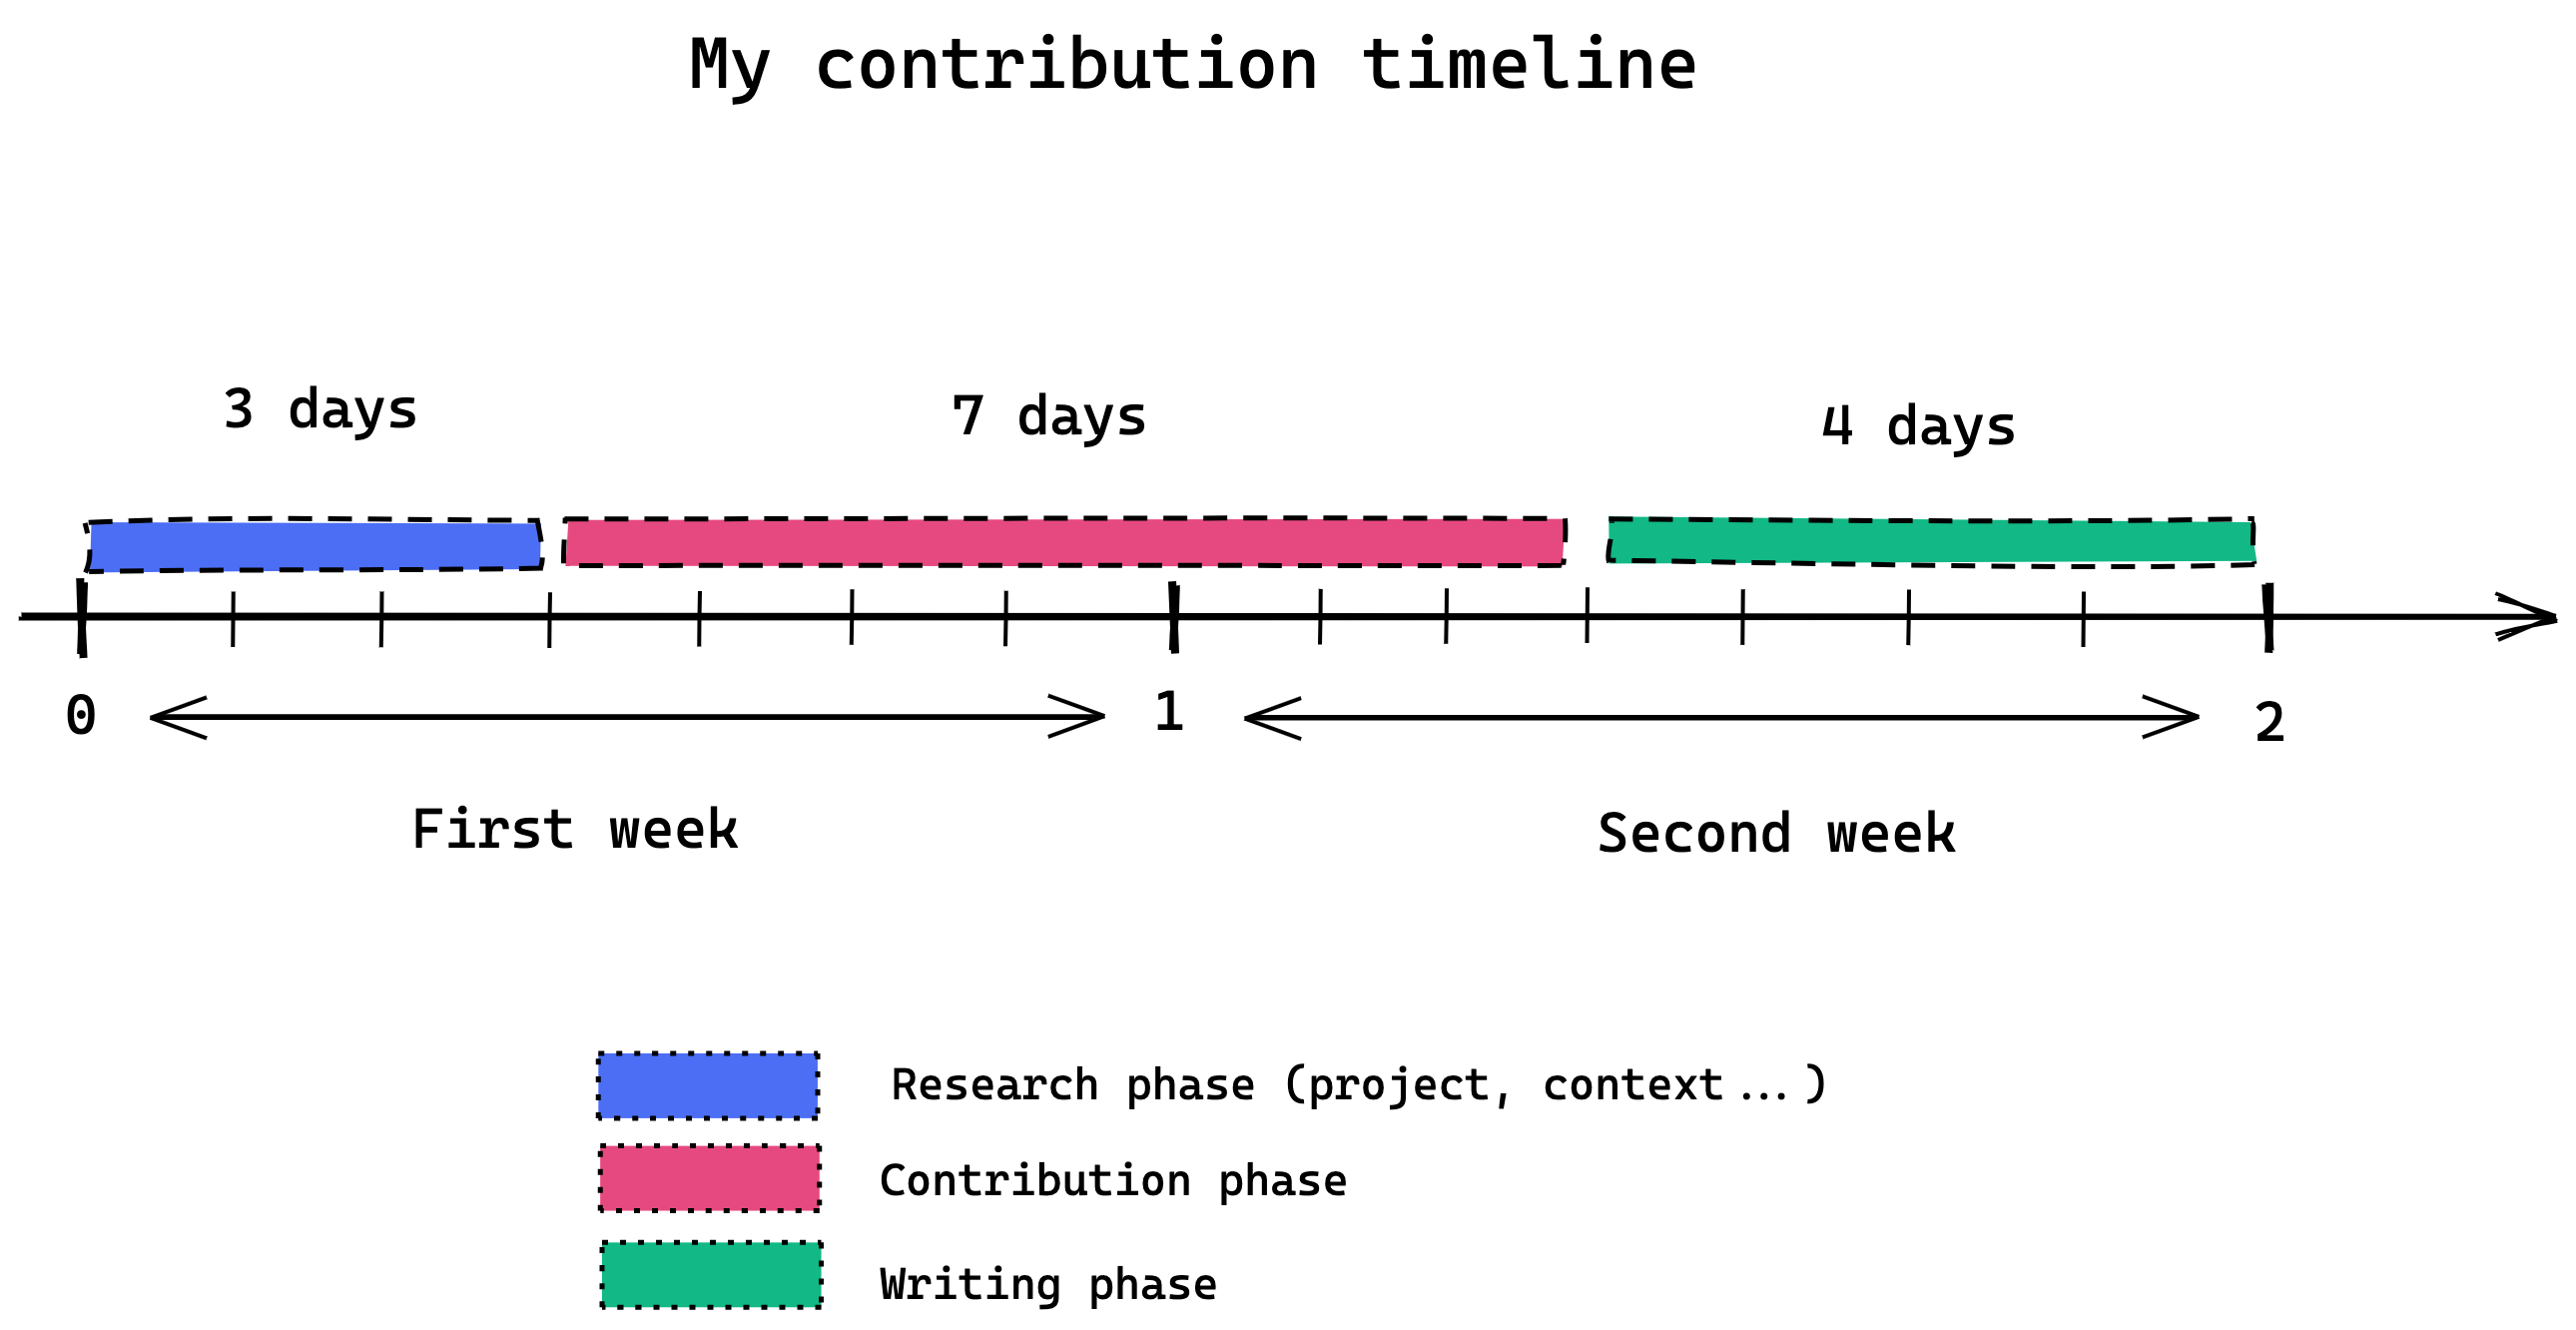 My contribution timeline
3 days
7 days
4 days
0
1
2
First week
Second week
Research phase (project, context...)
Contribution phase
Writing phase